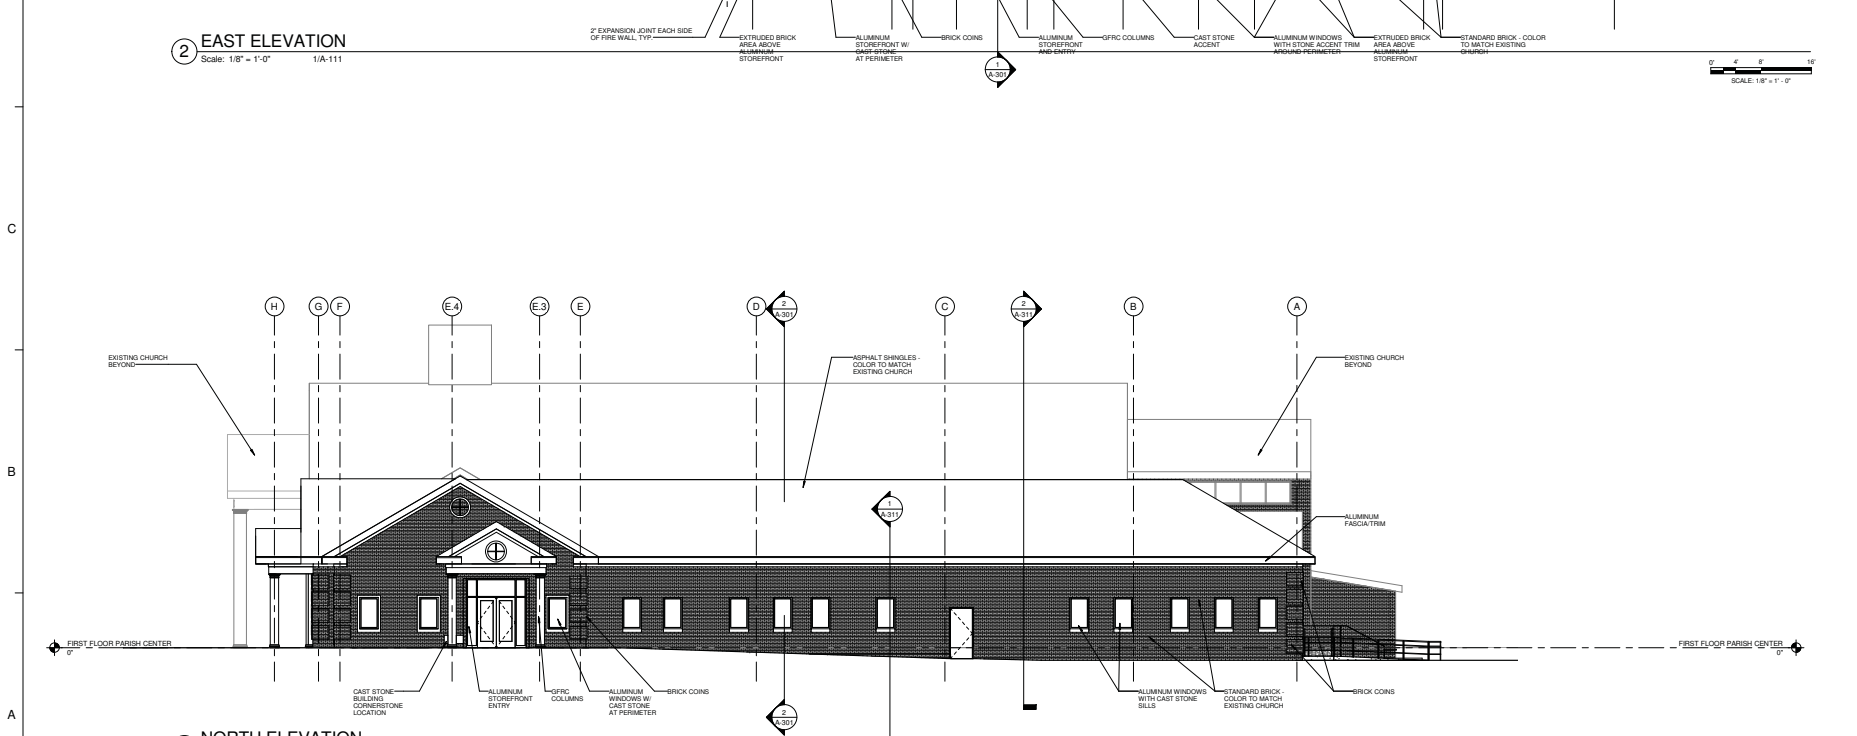 2" EXPANSION JOINT EACH SIDE
OF FIRE WALL, TYP.
EXTRUDED BRICK
AREA ABOVE
ALUMINUM
STOREFRONT
ALUMINUM
STOREFRONT W/
CAST STONE
AT PERIMETER
BRICK COINS
ALUMINUM
STOREFRONT
AND ENTRY
GFRC COLUMNS
CAST STONE
ACCENT
ALUMINUM WINDOWS
WITH STONE ACCENT TRIM
AROUND PERIMETER
EXTRUDED BRICK
AREA ABOVE
ALUMINUM
STOREFRONT
STANDARD BRICK - COLOR
TO MATCH EXISTING
CHURCH
2
EAST ELEVATION
Scale: 1/8" = 1'-0" 1/A-111
1
A-301
0' 4' 8' 16'
SCALE: 1/8" = 1' - 0"
C
H G F E.4 E.3 E D
2
A-301
C
2
A-311
B A
EXISTING CHURCH
BEYOND
ASPHALT SHINGLES -
COLOR TO MATCH
EXISTING CHURCH
EXISTING CHURCH
BEYOND
B
1
A-311
ALUMINUM
FASCIA/TRIM
FIRST FLOOR PARISH CENTER
0"
FIRST FLOOR PARISH CENTER
0"
CAST STONE
BUILDING
CORNERSTONE
LOCATION
ALUMINUM
STOREFRONT
ENTRY
GFRC
COLUMNS
ALUMINUM
WINDOWS W/
CAST STONE
AT PERIMETER
BRICK COINS
ALUMINUM WINDOWS
WITH CAST STONE
SILLS
STANDARD BRICK -
COLOR TO MATCH
EXISTING CHURCH
BRICK COINS
A
2
A-301
NORTH ELEVATION